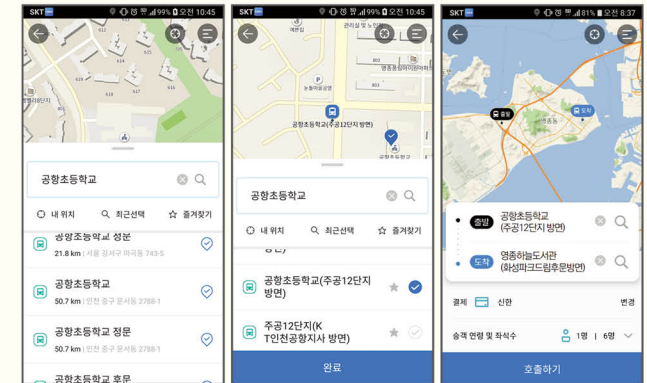 SKT 99% 오전 10:45
공항초등학교
내 위치 최근선택 즐겨찾기
공항초등학교 정문
21.8 km | 서울 강서구 마곡동 743-5
공항초등학교
50.7 km | 인천 중구 운서동 2788-1
공항초등학교 정문
50.7 km | 인천 중구 운서동 2788-1
공항초등학교 후문
SKT 99% 오전 10:45
P
공항초등학교(주공12단지 방면)
공항초등학교
내 위치 최근선택 즐겨찾기
방면)
공항초등학교(주공12단지
방면)
주공12단지(K
T인천공항지사 방면)
완료
SKT 81% 오전 8:37
출발
도착
영종동
출발 공항초등학교
(주공12단지 방면)
도착 영종하늘도서관
(화성파크드림후문방면)
결제 신한 변경
승객 연령 및 좌석수 1명 | 6명
호출하기